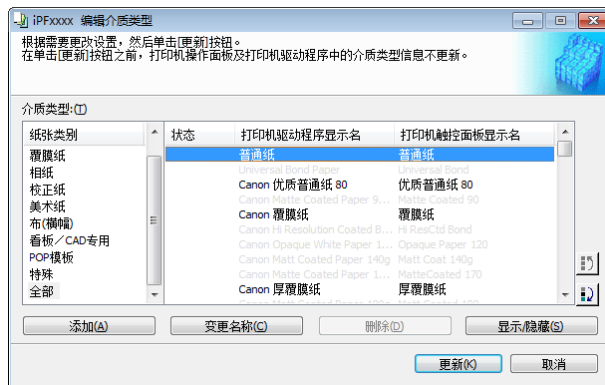 iPFxxxx 编辑介质类型
根据需要更改设置，然后单击[更新]按钮。
在单击[更新]按钮之前，打印机操作面板及打印机驱动程序中的介质类型信息不更新。
介质类型:(T)
纸张类别 状态 打印机驱动程序显示名 打印机触控面板显示名
覆膜纸 普通纸 普通纸
相纸 Universal Bond Paper Universal Bond
校正纸 Canon 优质普通纸 80 优质普通纸 80
美术纸 Canon Matte Coated Paper 9... Matte Coated 90
布(横幅) Canon 覆膜纸 覆膜纸
看板／CAD专用 Canon Hi Resolution Coated B... Hi ResCtd Bond
POP模板 Canon Opaque White Paper 1... Opaque Paper 120
特殊 Canon Matt Coated Paper 140g Matt Coat 140g
全部 Canon Matte Coated Paper 1... MatteCoated 170
Canon 厚覆膜纸 厚覆膜纸
添加(A) 变更名称(C) 删除(D) 显示/隐藏(S)
更新(K) 取消